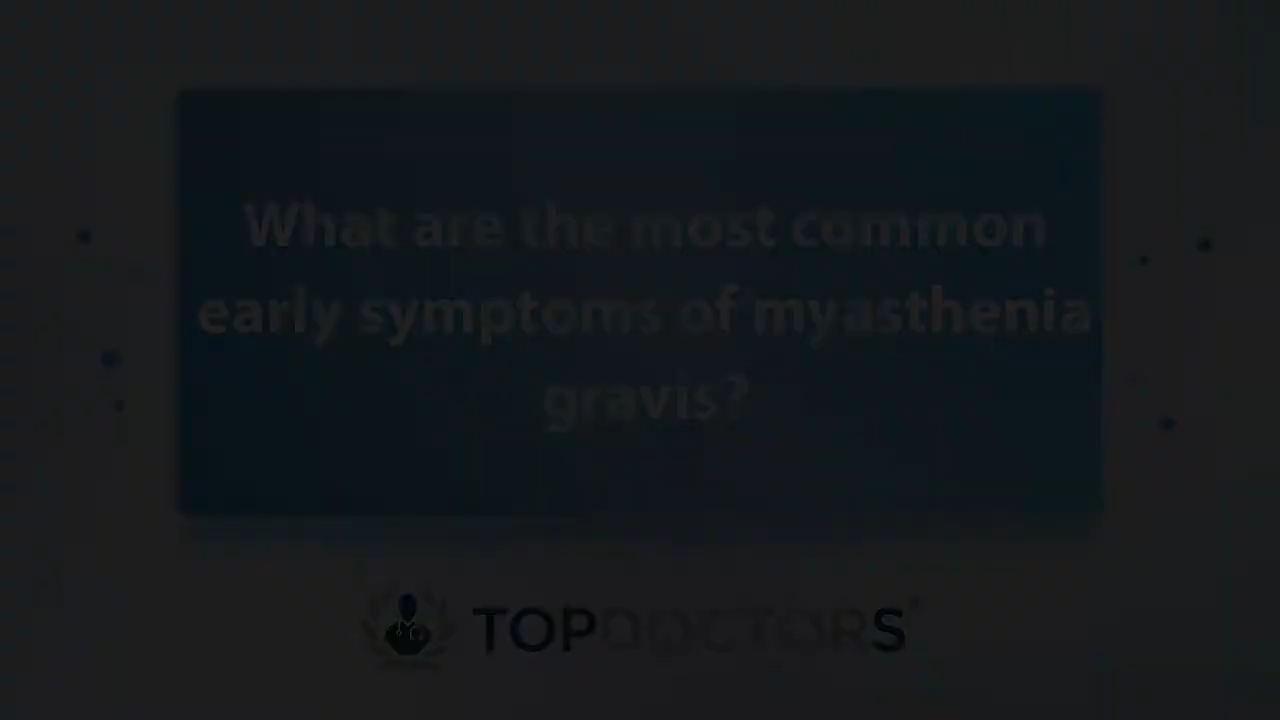 What are the most common
early symptoms of myasthenia
gravis?
TOPDOCTORS